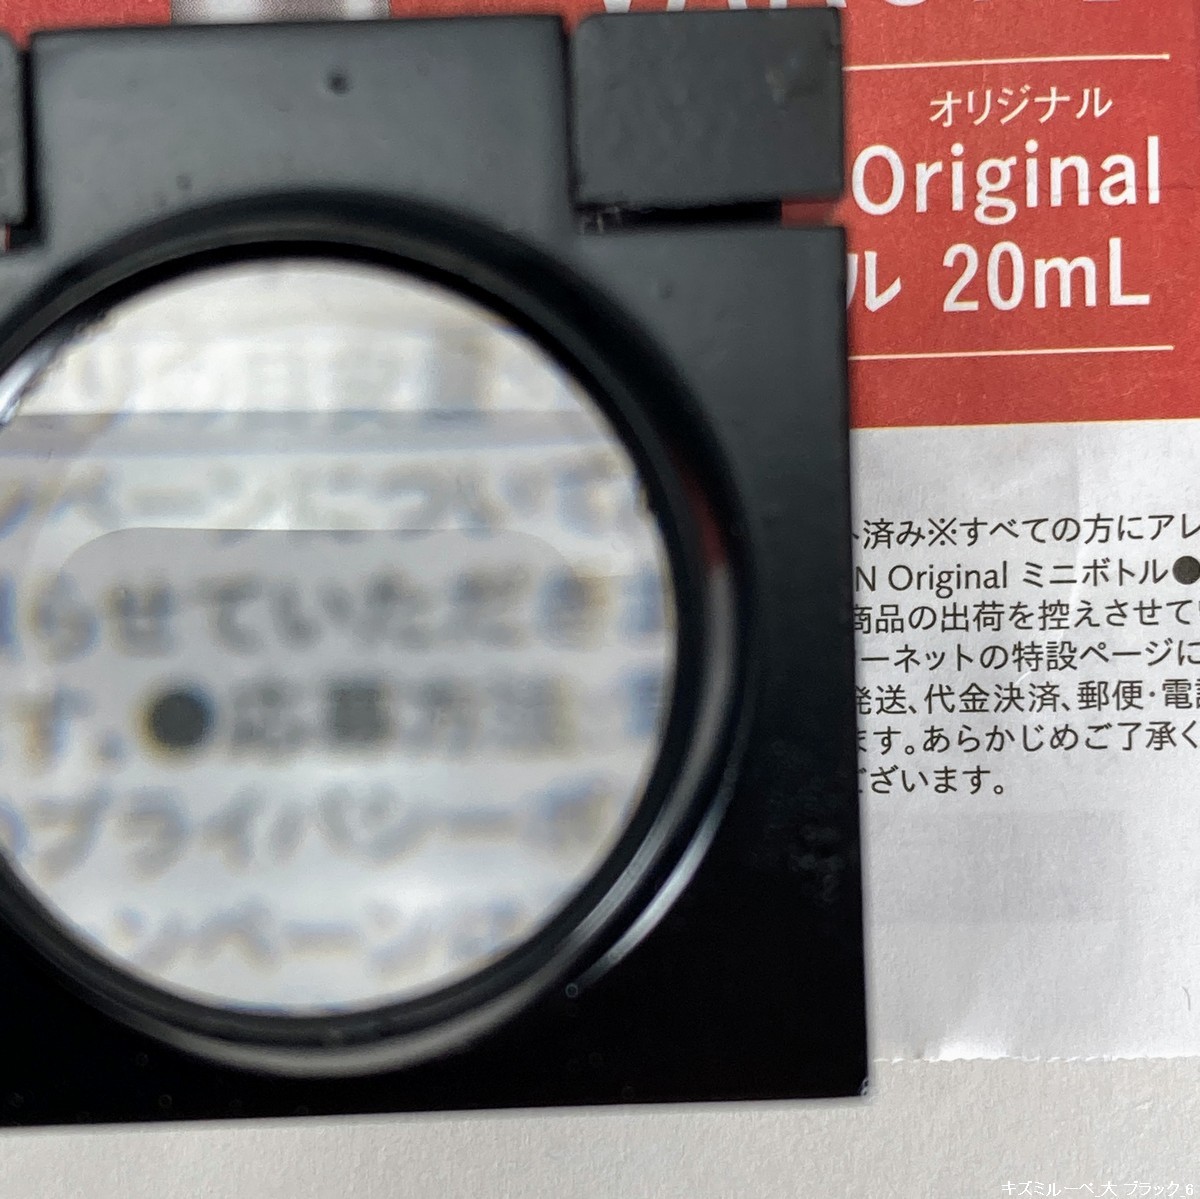 オリジナル
Original
ル 20mL
済み※すべての方にアレ
N Original ミニボトル●
商品の出荷を控えさせて
ーネットの特設ページに
発送、代金決済、郵便・電話
ます。あらかじめご了承く
ございます。
ンペーンについて
らせていただき
す。●応募方法
プライバシー
ンペーンは
キズミルーペ 大 ブラック 6